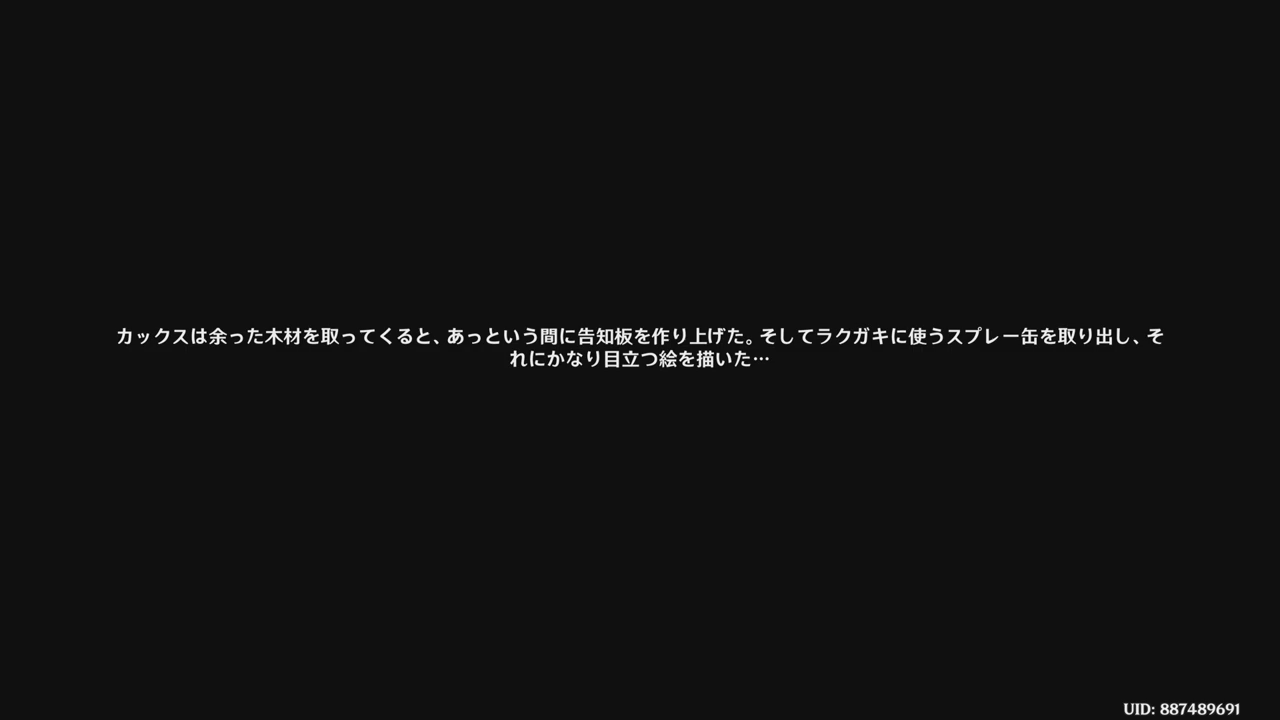 カックスは余った木材を取ってくると、あっという間に告知板を作り上げた。そしてラクガキに使うスプレー缶を取り出し、そ
れにかなり目立つ絵を描いた…
UID: 887489691